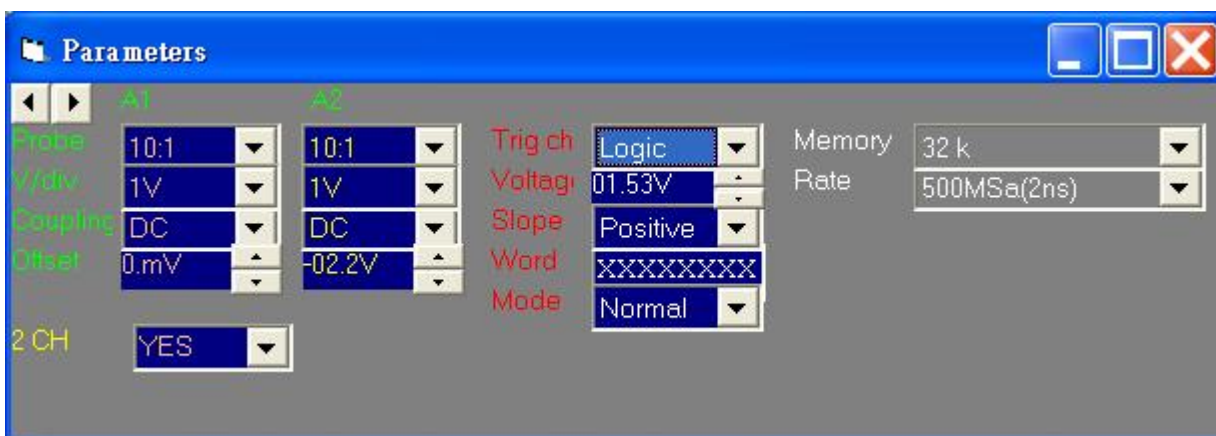 Parameters
A1 A2
Probe 10:1 10:1 Trig ch Logic Memory 32 k
V/div 1V 1V Voltage 01.53V Rate 500MSa(2ns)
Coupling DC DC Slope Positive
Offset 0.mV -02.2V Word XXXXXXXX
Mode Normal
2 CH YES